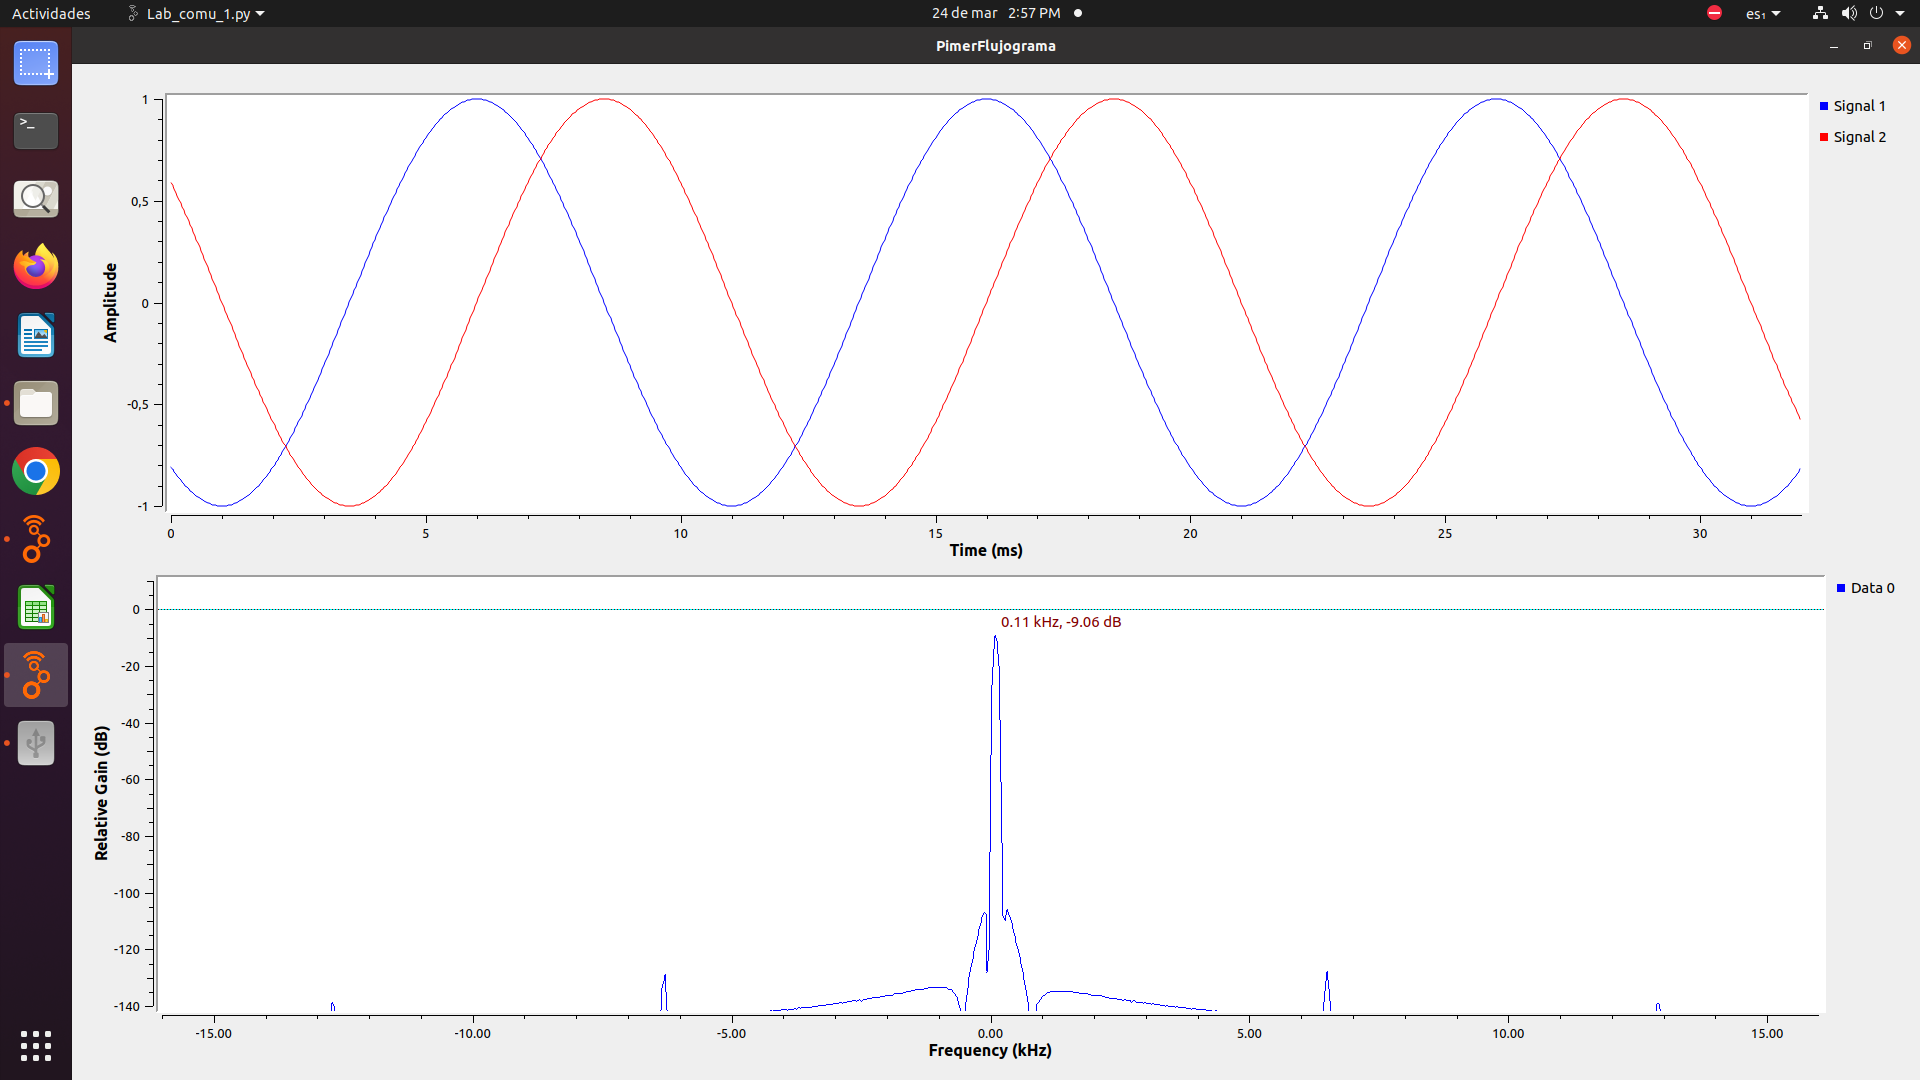 Actividades
Lab_comu_1.py
24 de mar 2:57 PM
es₁
PimerFlujograma
>_
1
0,5
0
-0,5
-1
Amplitude
0 5 10 15 20 25 30
Time (ms)
Signal 1
Signal 2
0
-20
-40
-60
-80
-100
-120
-140
Relative Gain (dB)
0.11 kHz, -9.06 dB
-15.00 -10.00 -5.00 0.00 5.00 10.00 15.00
Frequency (kHz)
Data 0